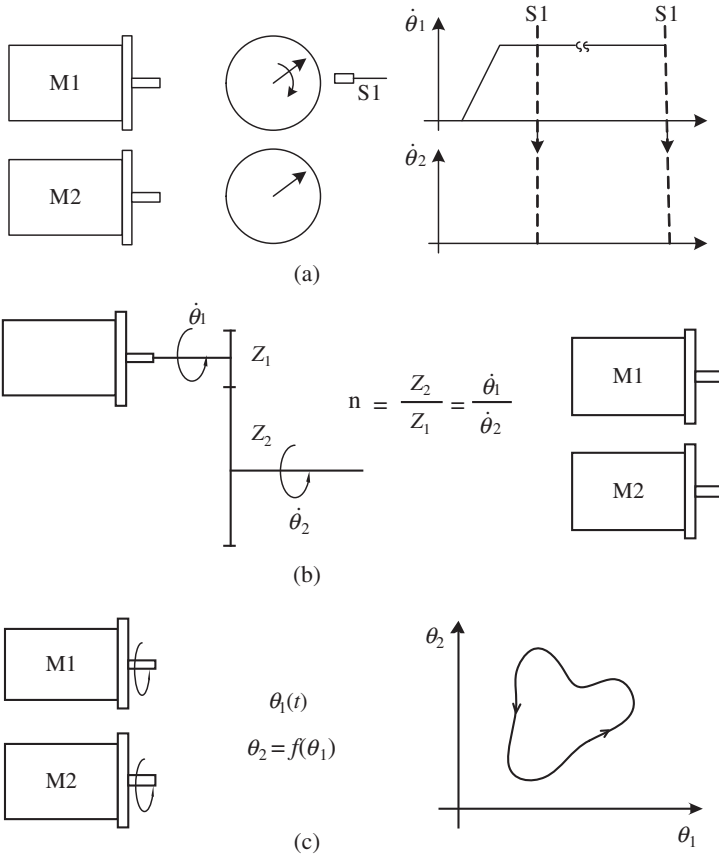 M1
S1
θ̇1
S1
S1
M2
θ̇2
(a)
θ̇1
Z1
n = Z2/Z1 = θ̇1/θ̇2
Z2
θ̇2
M1
M2
(b)
M1
M2
θ1(t)
θ2 = f(θ1)
θ2
θ1
(c)